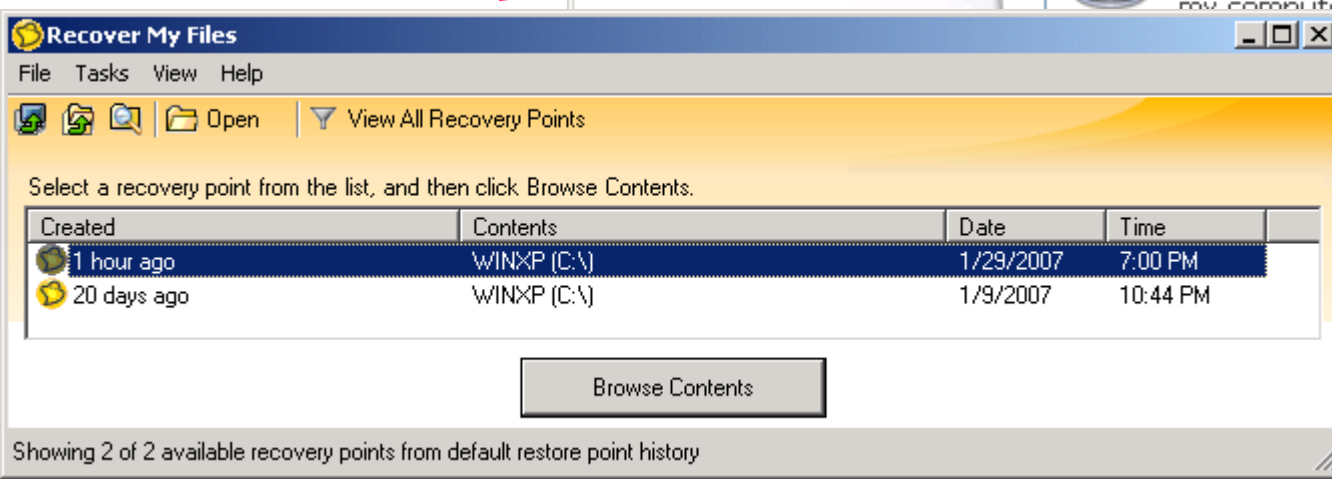 my computer
Recover My Files
File Tasks View Help
Open View All Recovery Points
Select a recovery point from the list, and then click Browse Contents.
Created Contents Date Time
1 hour ago WINXP (C:\) 1/29/2007 7:00 PM
20 days ago WINXP (C:\) 1/9/2007 10:44 PM
Browse Contents
Showing 2 of 2 available recovery points from default restore point history